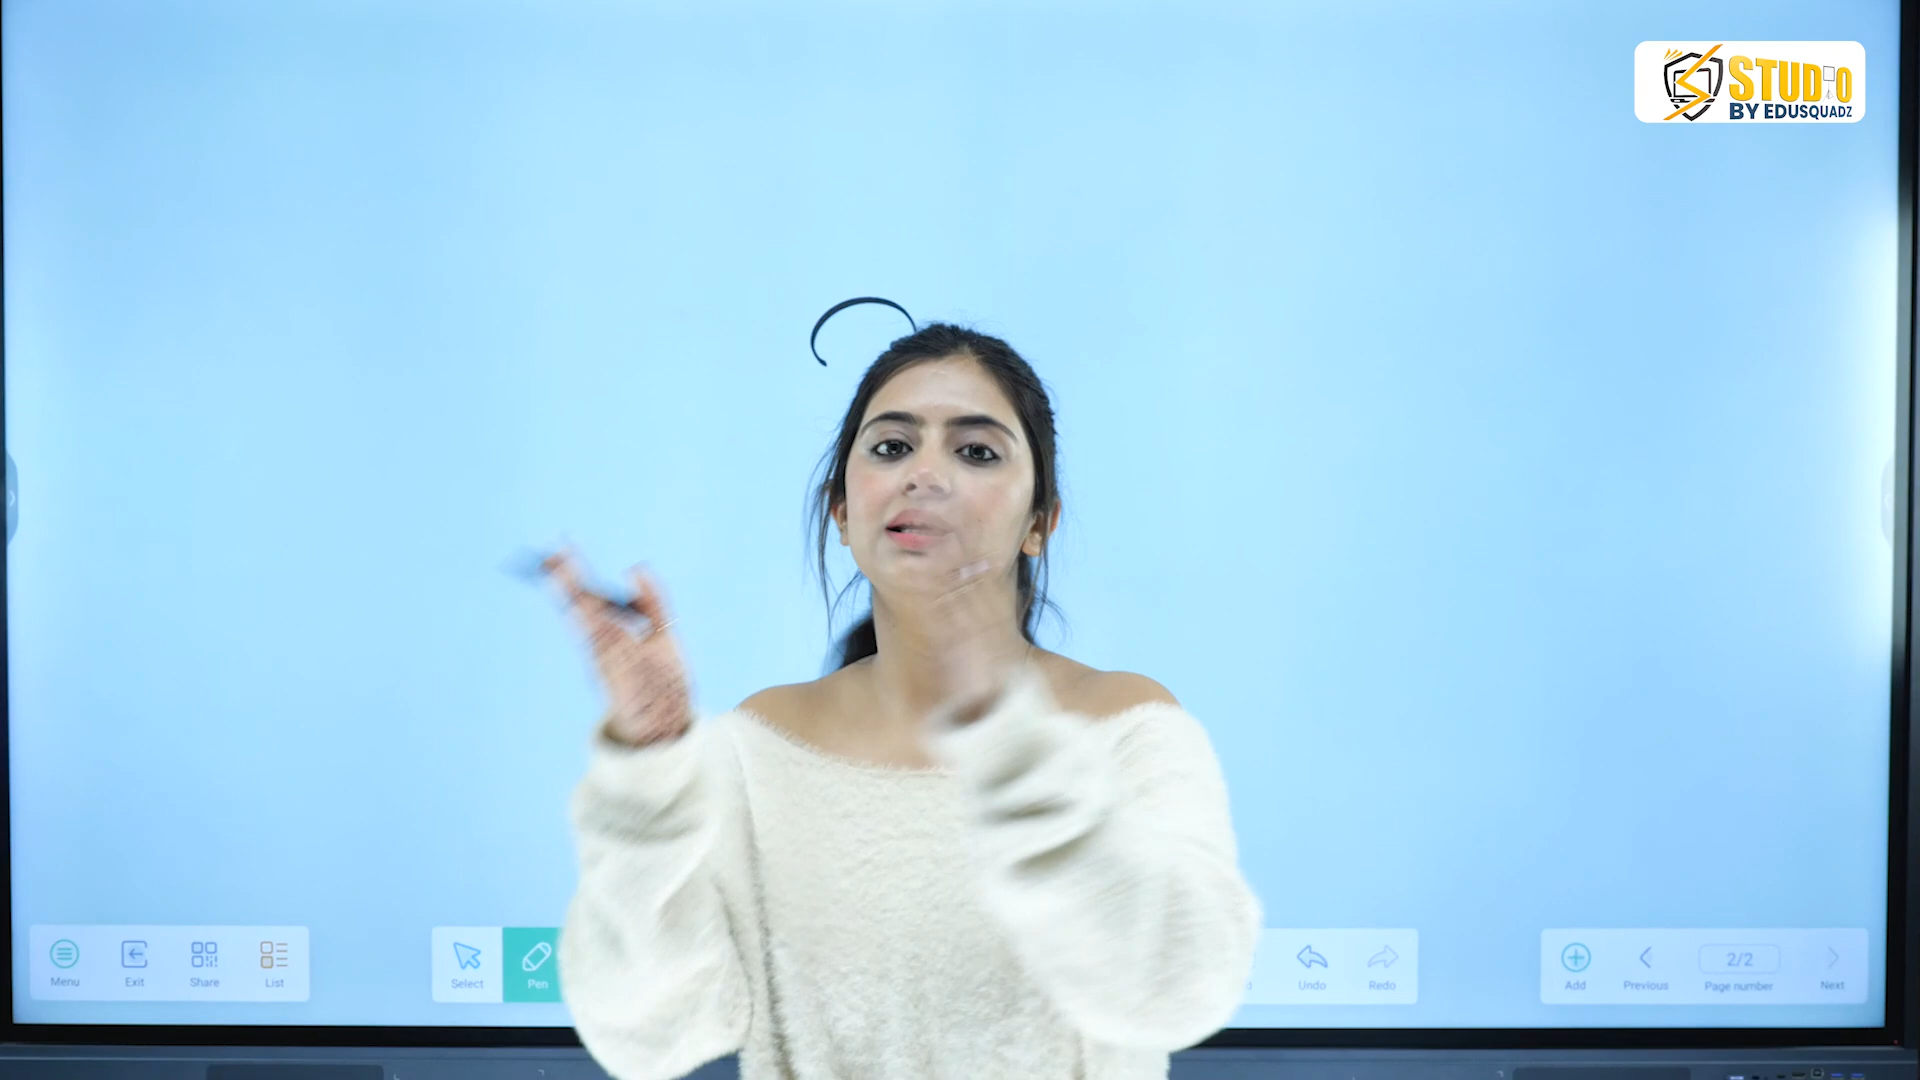 STUDIO
BY EDUSQUADZ
Menu
Exit
Share
List
Select
Pen
Undo
Redo
Add
Previous
2/2
Page number
Next